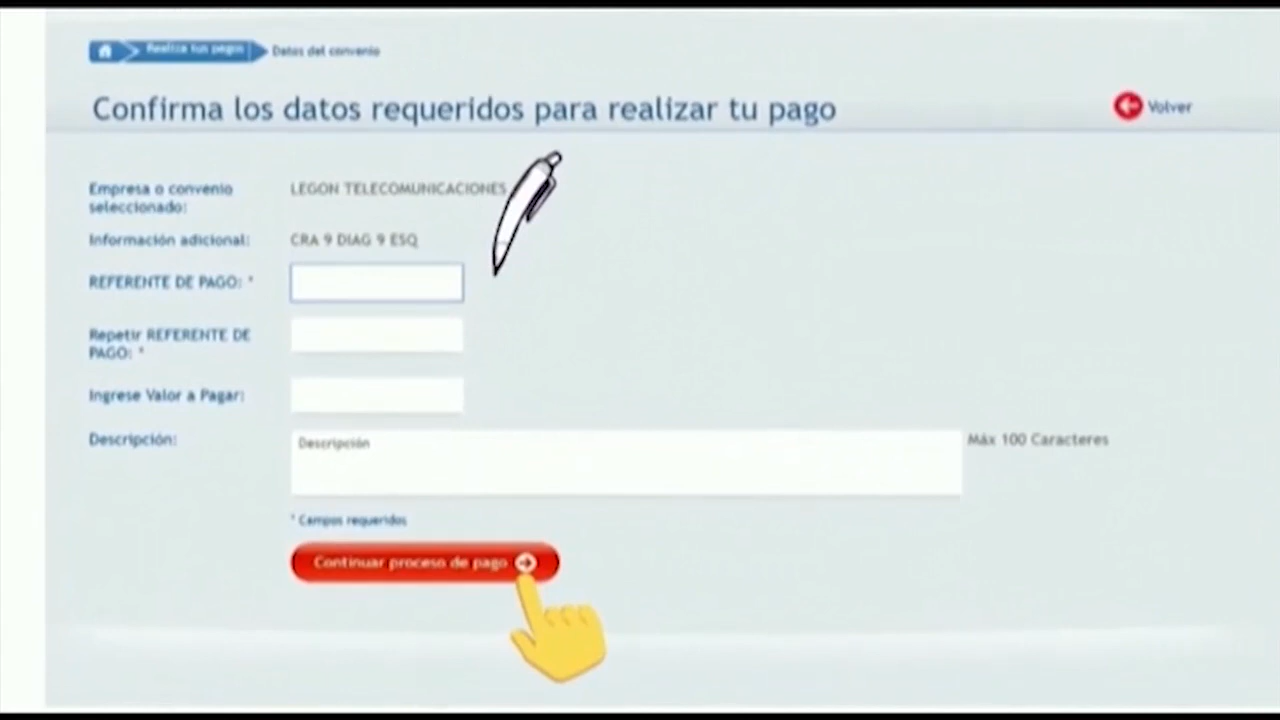 Realiza tus pagos Datos del convenio
Confirma los datos requeridos para realizar tu pago
Volver
Empresa o convenio
seleccionado:
LEGON TELECOMUNICACIONES
Información adicional: CRA 9 DIAG 9 ESQ
REFERENTE DE PAGO: *
Repetir REFERENTE DE
PAGO: *
Ingrese Valor a Pagar:
Descripción:
Descripción
Máx 100 Caracteres
* Campos requeridos
Continuar proceso de pago